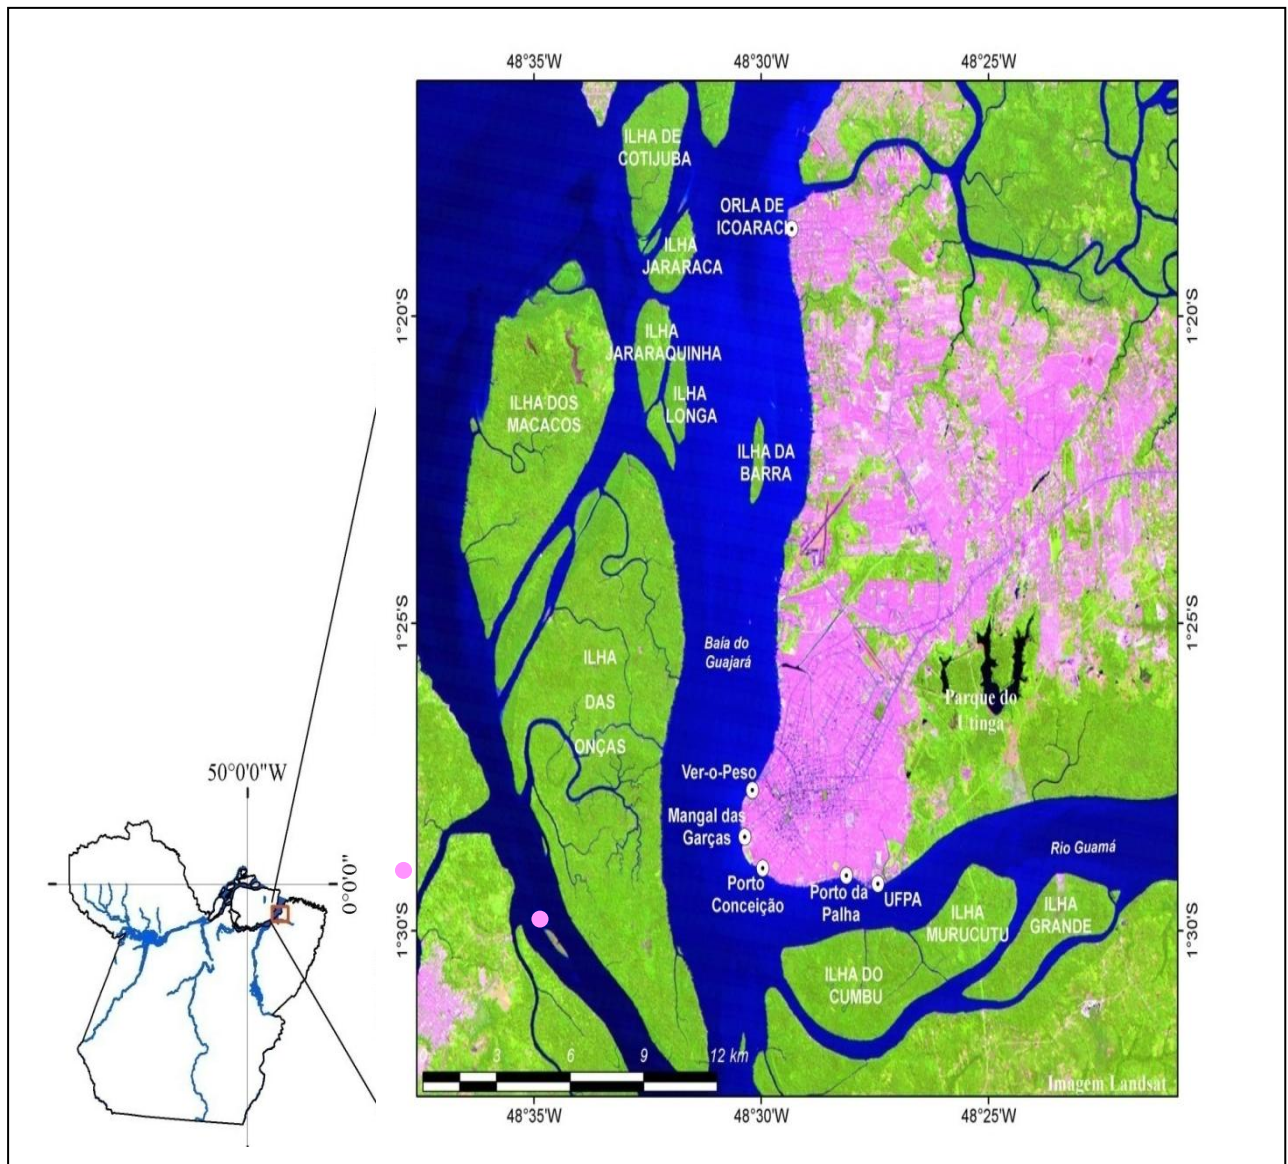 48°35'W
48°30'W
48°25'W
ILHA DE
COTIJUBA
ORLA DE
ICOARACI
ILHA
JARARACA
1°20'S
1°20'S
ILHA
JARARAQUINHA
ILHA
LONGA
ILHA DOS
MACACOS
ILHA DA
BARRA
1°25'S
1°25'S
Baía do
Guajará
ILHA
DAS
ONÇAS
Parque do
Utinga
Ver-o-Peso
Mangal das
Garças
Porto
Conceição
Porto da
Palha
UFPA
Rio Guamá
ILHA
MURUCUTU
ILHA
GRANDE
ILHA DO
CUMBU
1°30'S
1°30'S
3
6
9
12 km
Imagem Landsat
48°35'W
48°30'W
48°25'W
50°0'0"W
0°0'0"